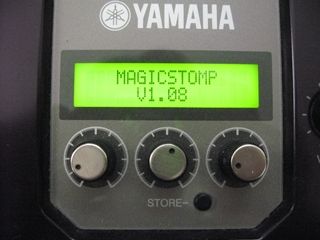 YAMAHA
MAGICSTOMP
V1.08
STORE-